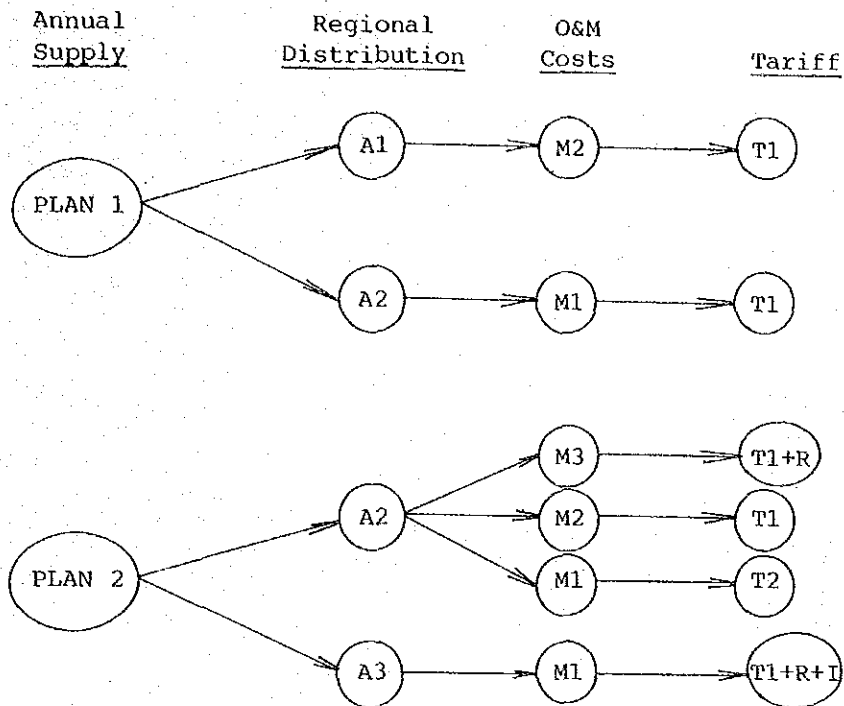 Annual Supply
Regional Distribution
O&M Costs
Tariff
PLAN 1
A1
M2
T1
A2
M1
T1
PLAN 2
A2
M3
T1+R
M2
T1
M1
T2
A3
M1
T1+R+I